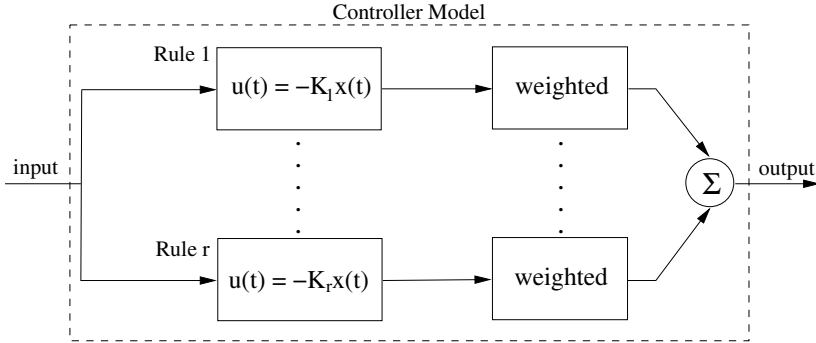 Controller Model
Rule 1
u(t) = −K₁x(t)
weighted
input
Σ
output
Rule r
u(t) = −Kᵣx(t)
weighted